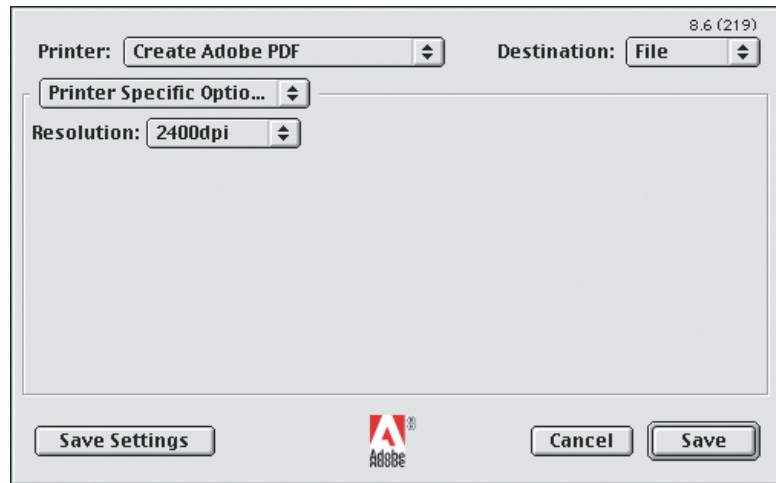 8.6 (219)
Printer: Create Adobe PDF Destination: File
Printer Specific Optio...
Resolution: 2400dpi
Save Settings
Adobe
®
Cancel Save